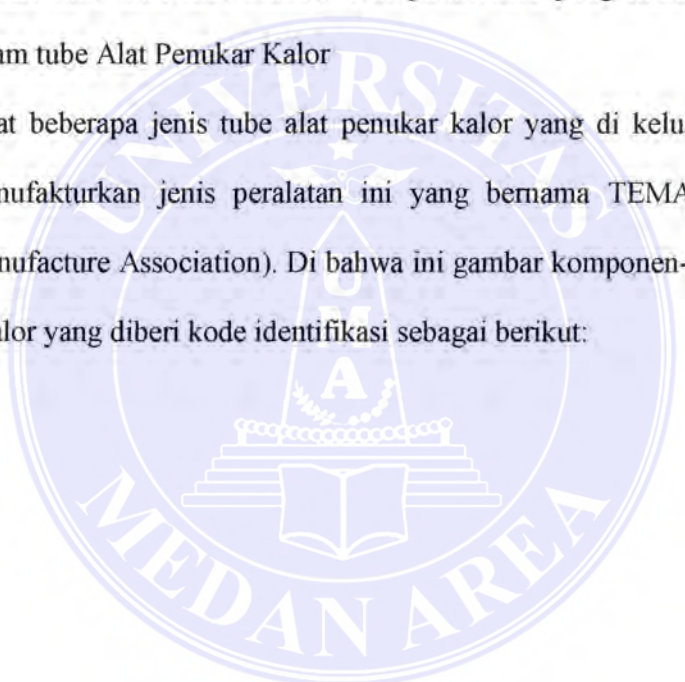 am tube Alat Penukar Kalor
at beberapa jenis tube alat penukar kalor yang di kelu
nufakturkan jenis peralatan ini yang bernama TEMA
nufacture Association). Di bahwa ini gambar komponen-
alor yang diberi kode identifikasi sebagai berikut:
UNIVERSITAS
UMA
MEDAN AREA